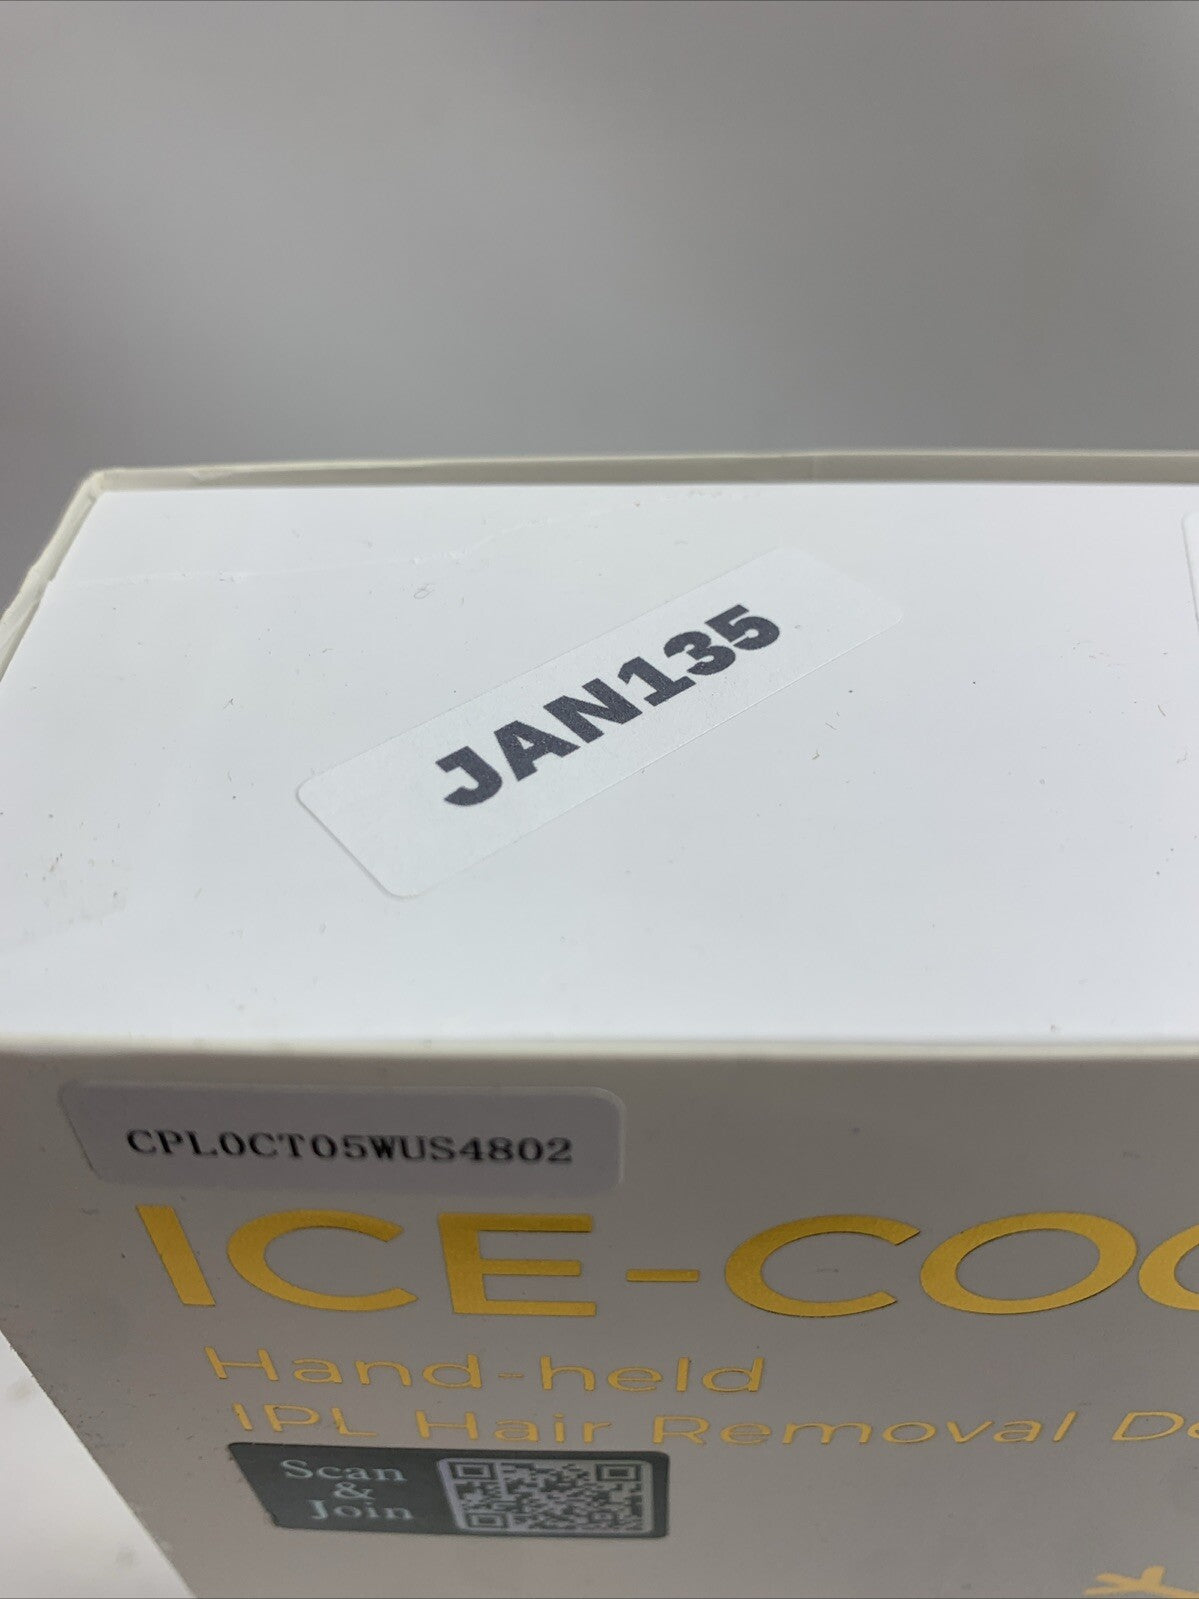 JAN135
CPLOCT05WUS4802
ICE-COO
Hand-held
IPL Hair Removal De
Scan
&
Join